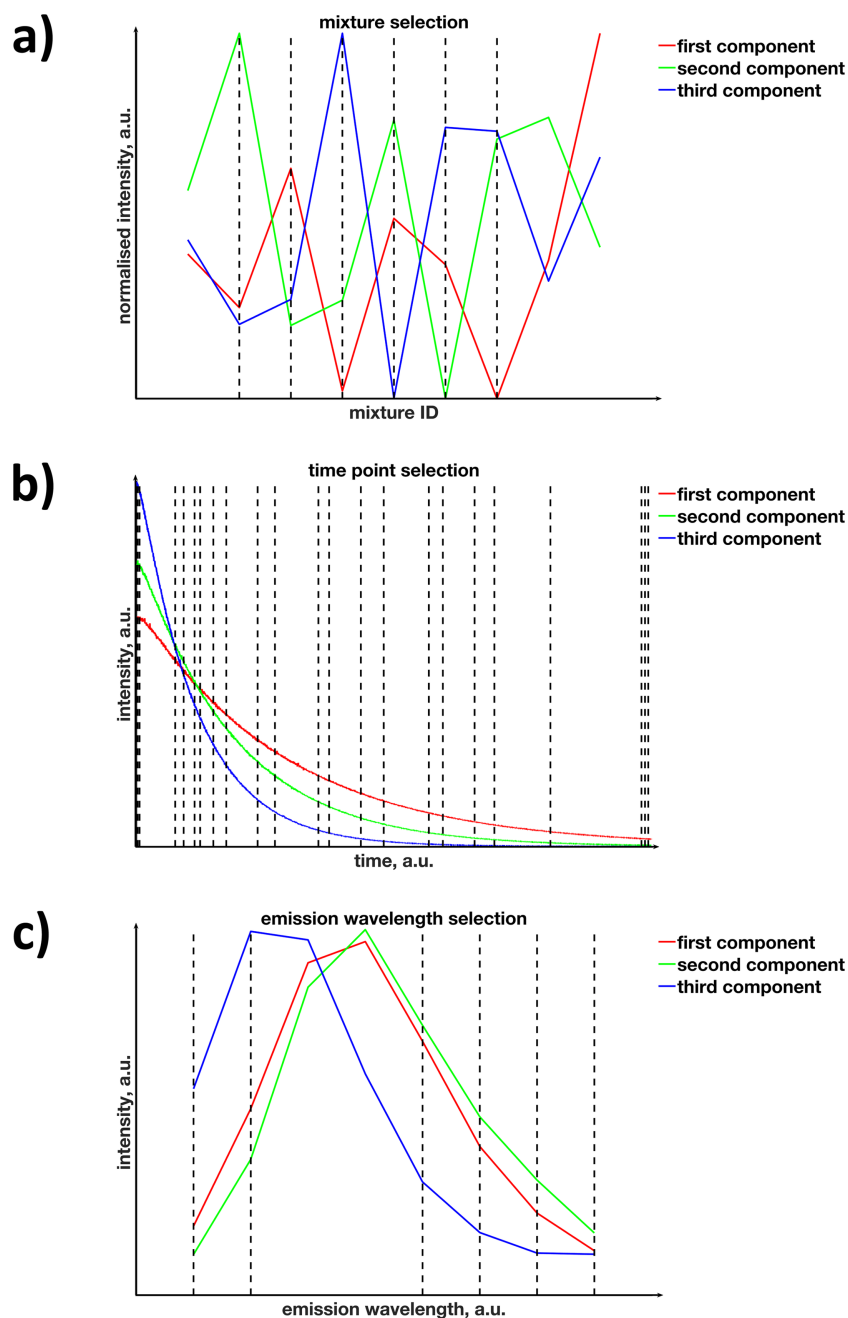 a)
mixture selection
first component
second component
third component
normalised intensity, a.u.
mixture ID
b)
time point selection
first component
second component
third component
intensity, a.u.
time, a.u.
c)
emission wavelength selection
first component
second component
third component
intensity, a.u.
emission wavelength, a.u.